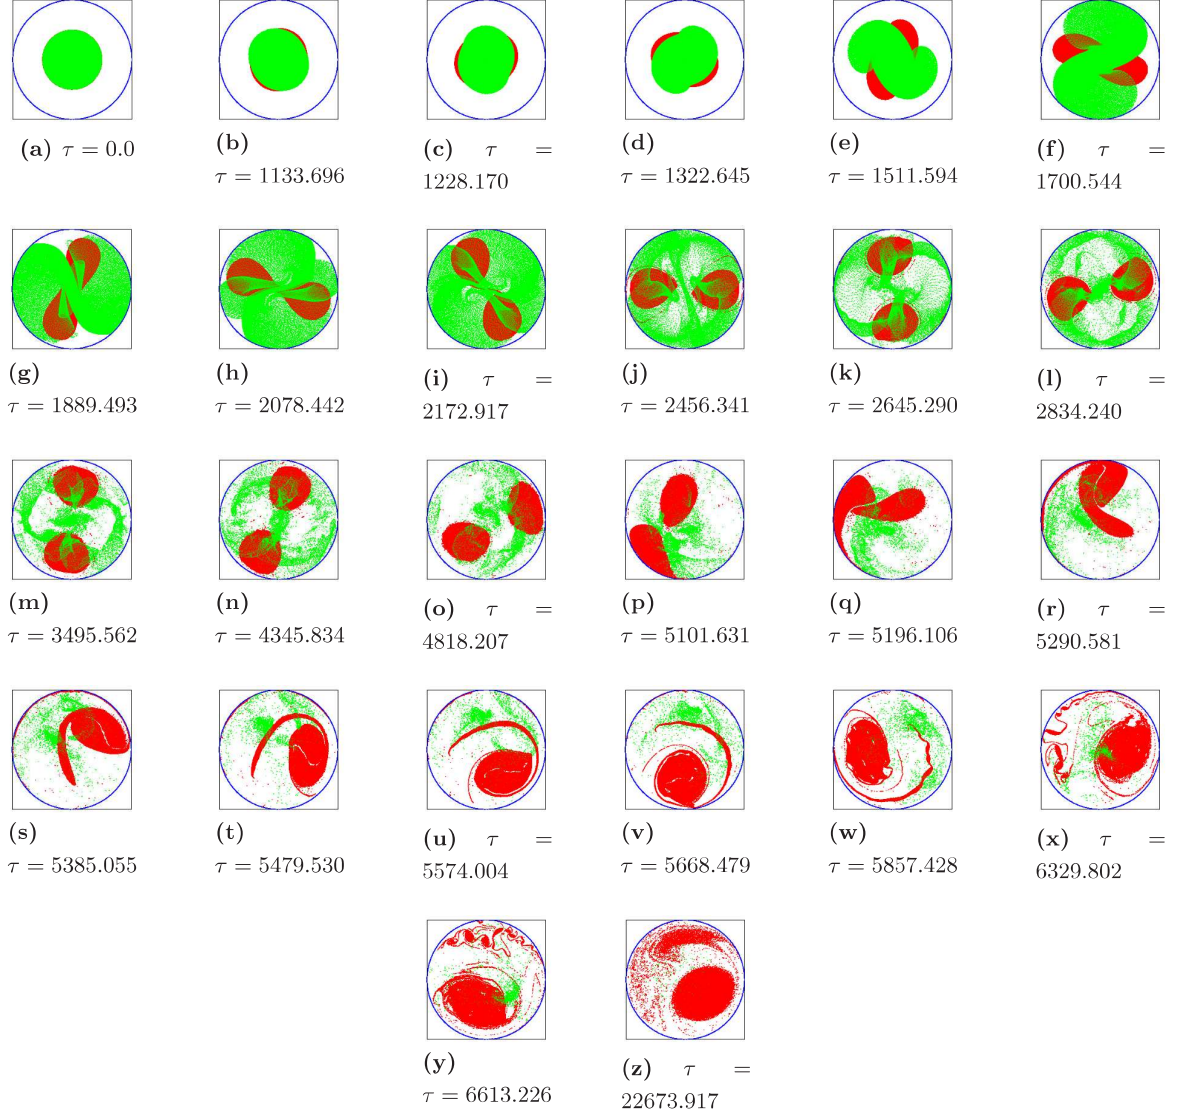 (a) τ = 0.0
(b)
τ = 1133.696
(c) τ =
1228.170
(d)
τ = 1322.645
(e)
τ = 1511.594
(f) τ =
1700.544
(g)
τ = 1889.493
(h)
τ = 2078.442
(i) τ =
2172.917
(j)
τ = 2456.341
(k)
τ = 2645.290
(l) τ =
2834.240
(m)
τ = 3495.562
(n)
τ = 4345.834
(o) τ =
4818.207
(p)
τ = 5101.631
(q)
τ = 5196.106
(r) τ =
5290.581
(s)
τ = 5385.055
(t)
τ = 5479.530
(u) τ =
5574.004
(v)
τ = 5668.479
(w)
τ = 5857.428
(x) τ =
6329.802
(y)
τ = 6613.226
(z) τ =
22673.917